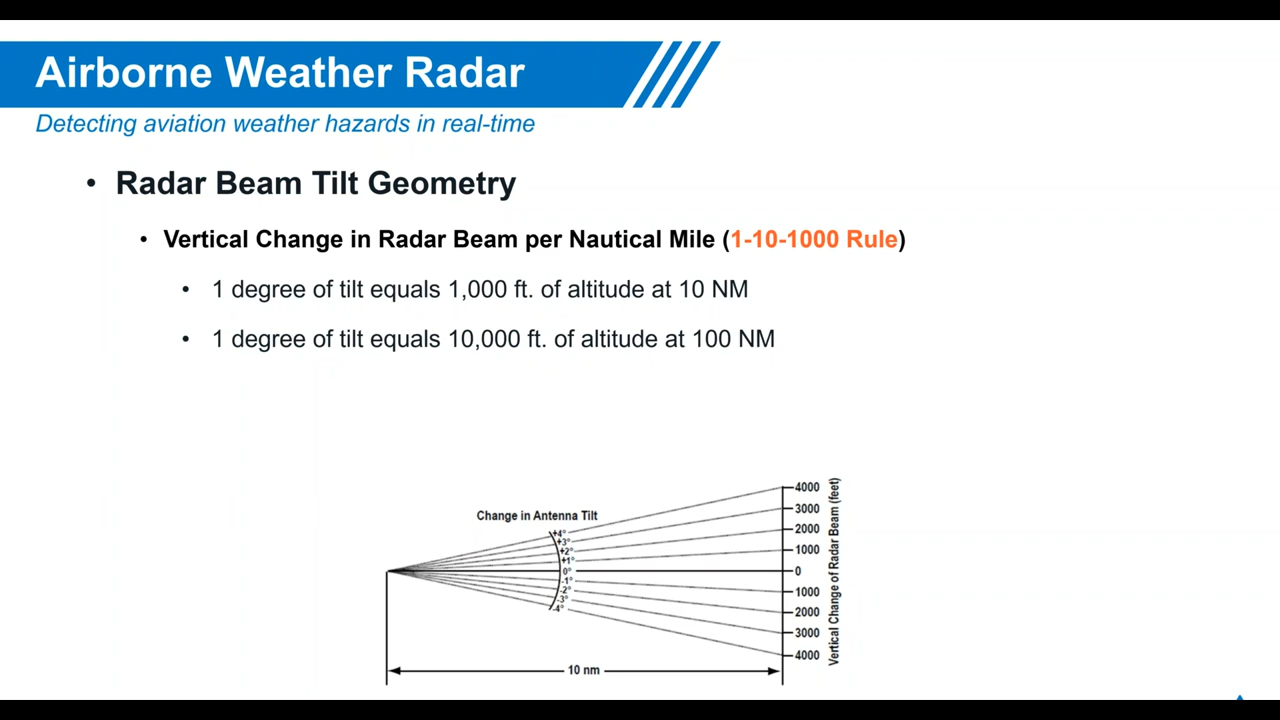 Airborne Weather Radar
Detecting aviation weather hazards in real-time
• Radar Beam Tilt Geometry
• Vertical Change in Radar Beam per Nautical Mile (1-10-1000 Rule)
• 1 degree of tilt equals 1,000 ft. of altitude at 10 NM
• 1 degree of tilt equals 10,000 ft. of altitude at 100 NM
Change in Antenna Tilt
+4°
+3°
+2°
+1°
0°
-1°
-2°
-3°
-4°
4000
3000
2000
1000
0
1000
2000
3000
4000
Vertical Change of Radar Beam (feet)
10 nm